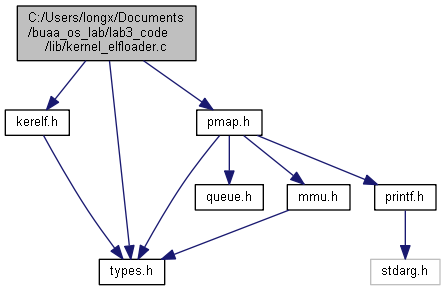 C:/Users/longx/Documents
/buaa_os_lab/lab3_code
/lib/kernel_elfloader.c
kerelf.h
pmap.h
queue.h
mmu.h
printf.h
types.h
stdarg.h